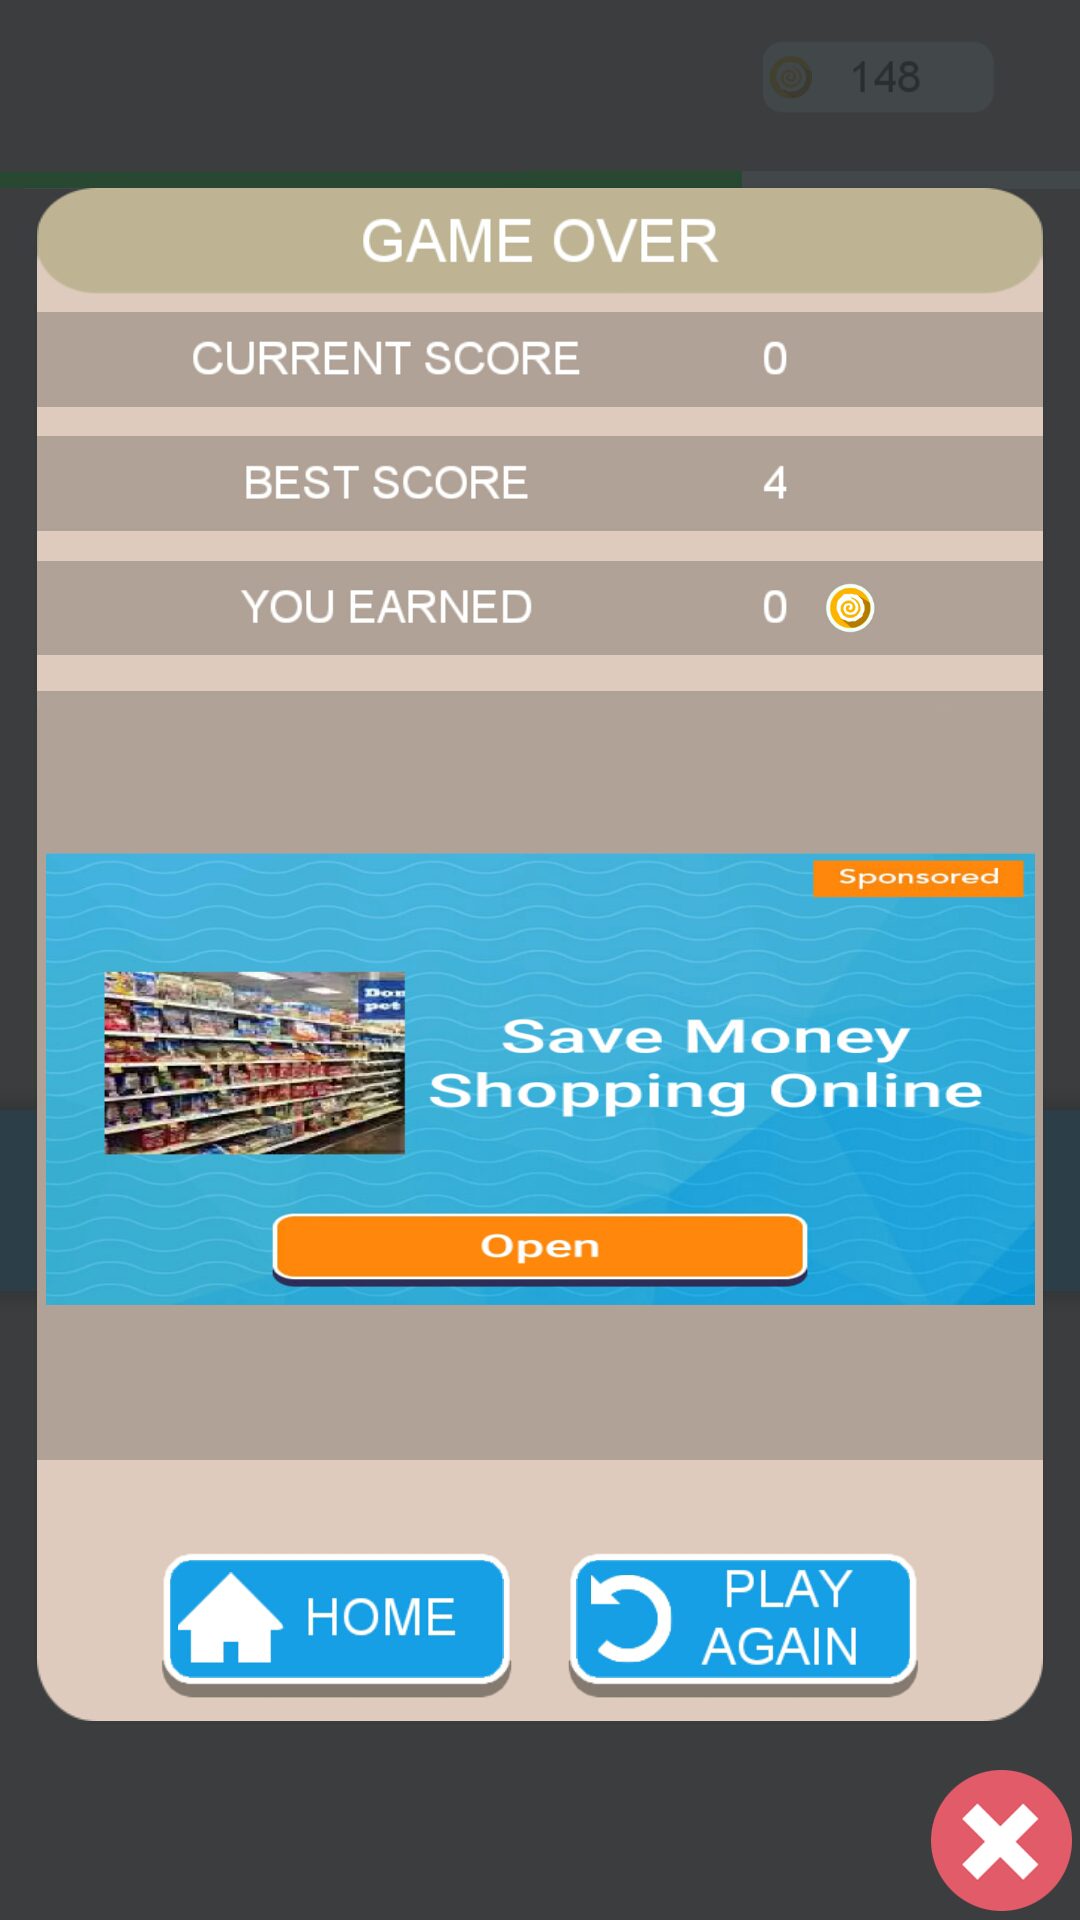 148
GAME OVER
CURRENT SCORE 0
BEST SCORE 4
YOU EARNED 0
Sponsored
Save Money
Shopping Online
Open
HOME
PLAY
AGAIN